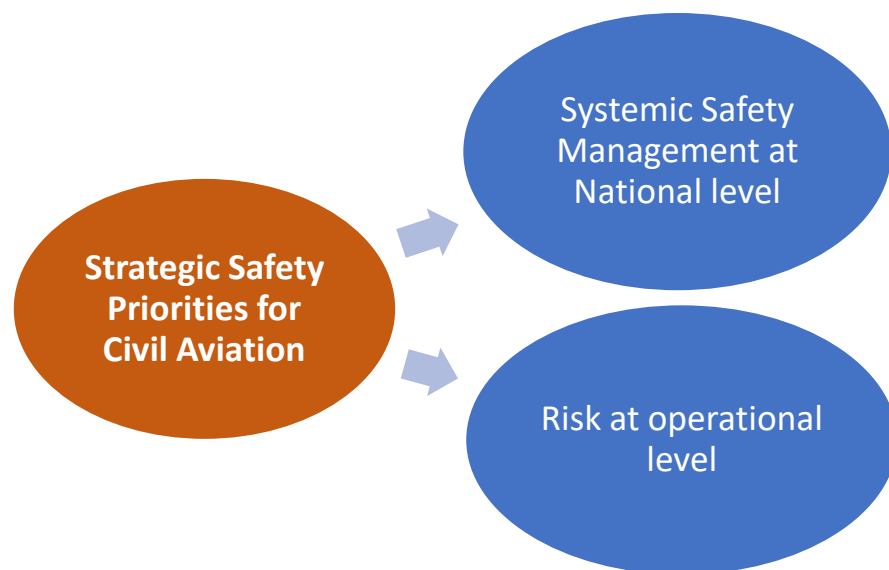 Strategic Safety
Priorities for
Civil Aviation
Systemic Safety
Management at
National level
Risk at operational
level